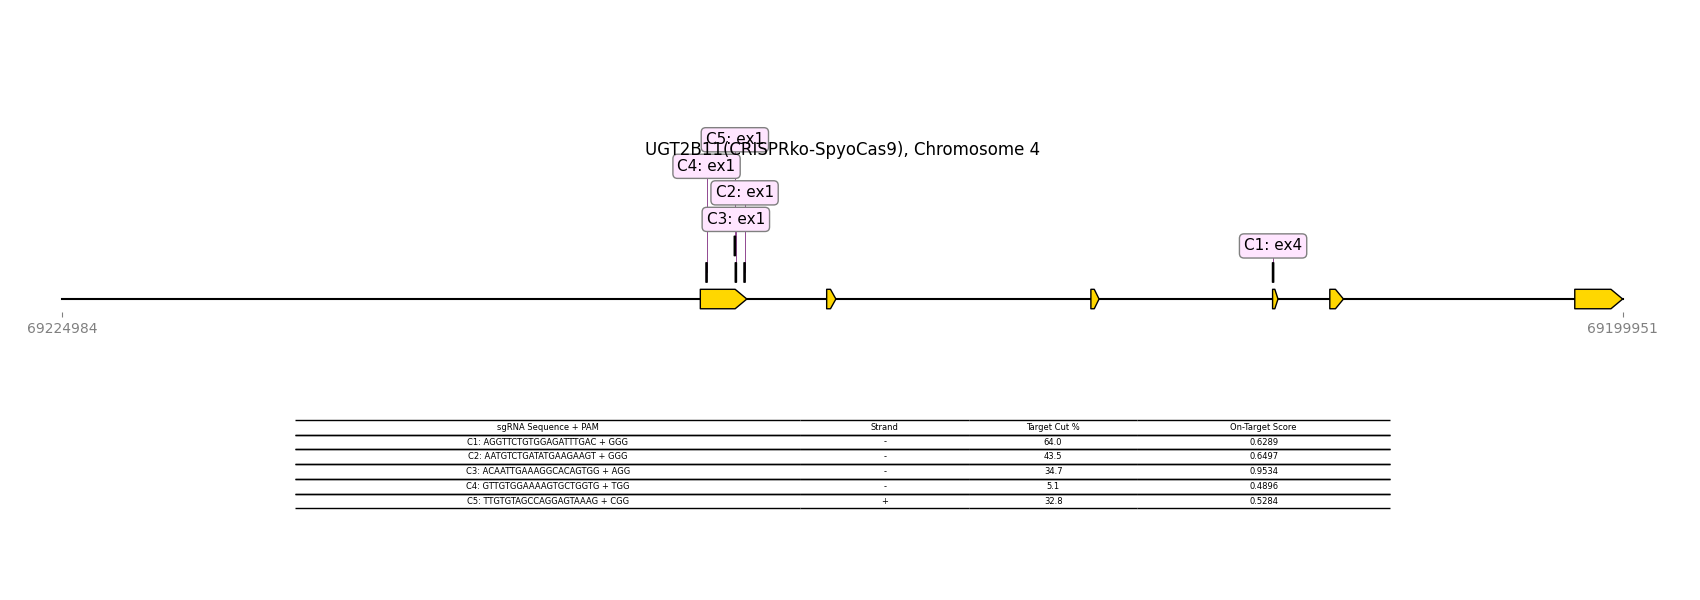 C5: ex1
UGT2B11(CRISPRko-SpyoCas9), Chromosome 4
C4: ex1
C2: ex1
C3: ex1
C1: ex4
69224984
69199951
sgRNA Sequence + PAM Strand Target Cut % On-Target Score
C1: AGGTTCTGTGGAGATTTGAC + GGG - 64.0 0.6289
C2: AATGTCTGATATGAAGAAGT + GGG - 43.5 0.6497
C3: ACAATTGAAAGGCACAGTGG + AGG - 34.7 0.9534
C4: GTTGTGGAAAAGTGCTGGTG + TGG - 5.1 0.4896
C5: TTGTGTAGCCAGGAGTAAAG + CGG + 32.8 0.5284